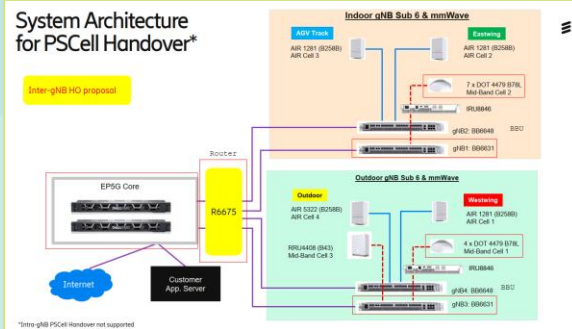 System Architecture
for PSCell Handover*
Inter-gNB HO proposal
Indoor gNB Sub 6 & mmWave
AGV Track
AIR 1281 (B258B)
AIR Cell 3
Eastwing
AIR 1281 (B258B)
AIR Cell 2
7 x DOT 4479 B78L
Mid-Band Cell 2
IRU8846
gNB2: BB6648
BBU
gNB1: BB6631
Router
R6675
EP5G Core
Internet
Customer
App. Server
Outdoor gNB Sub 6 & mmWave
Outdoor
AIR 5322 (B258B)
AIR Cell 4
Westwing
AIR 1281 (B258B)
AIR Cell 1
RRU4408 (B43)
Mid-Band Cell 3
4 x DOT 4479 B78L
Mid-Band Cell 1
IRU8846
gNB4: BB6648
BBU
gNB3: BB6631
*Intra-gNB PSCell Handover not supported